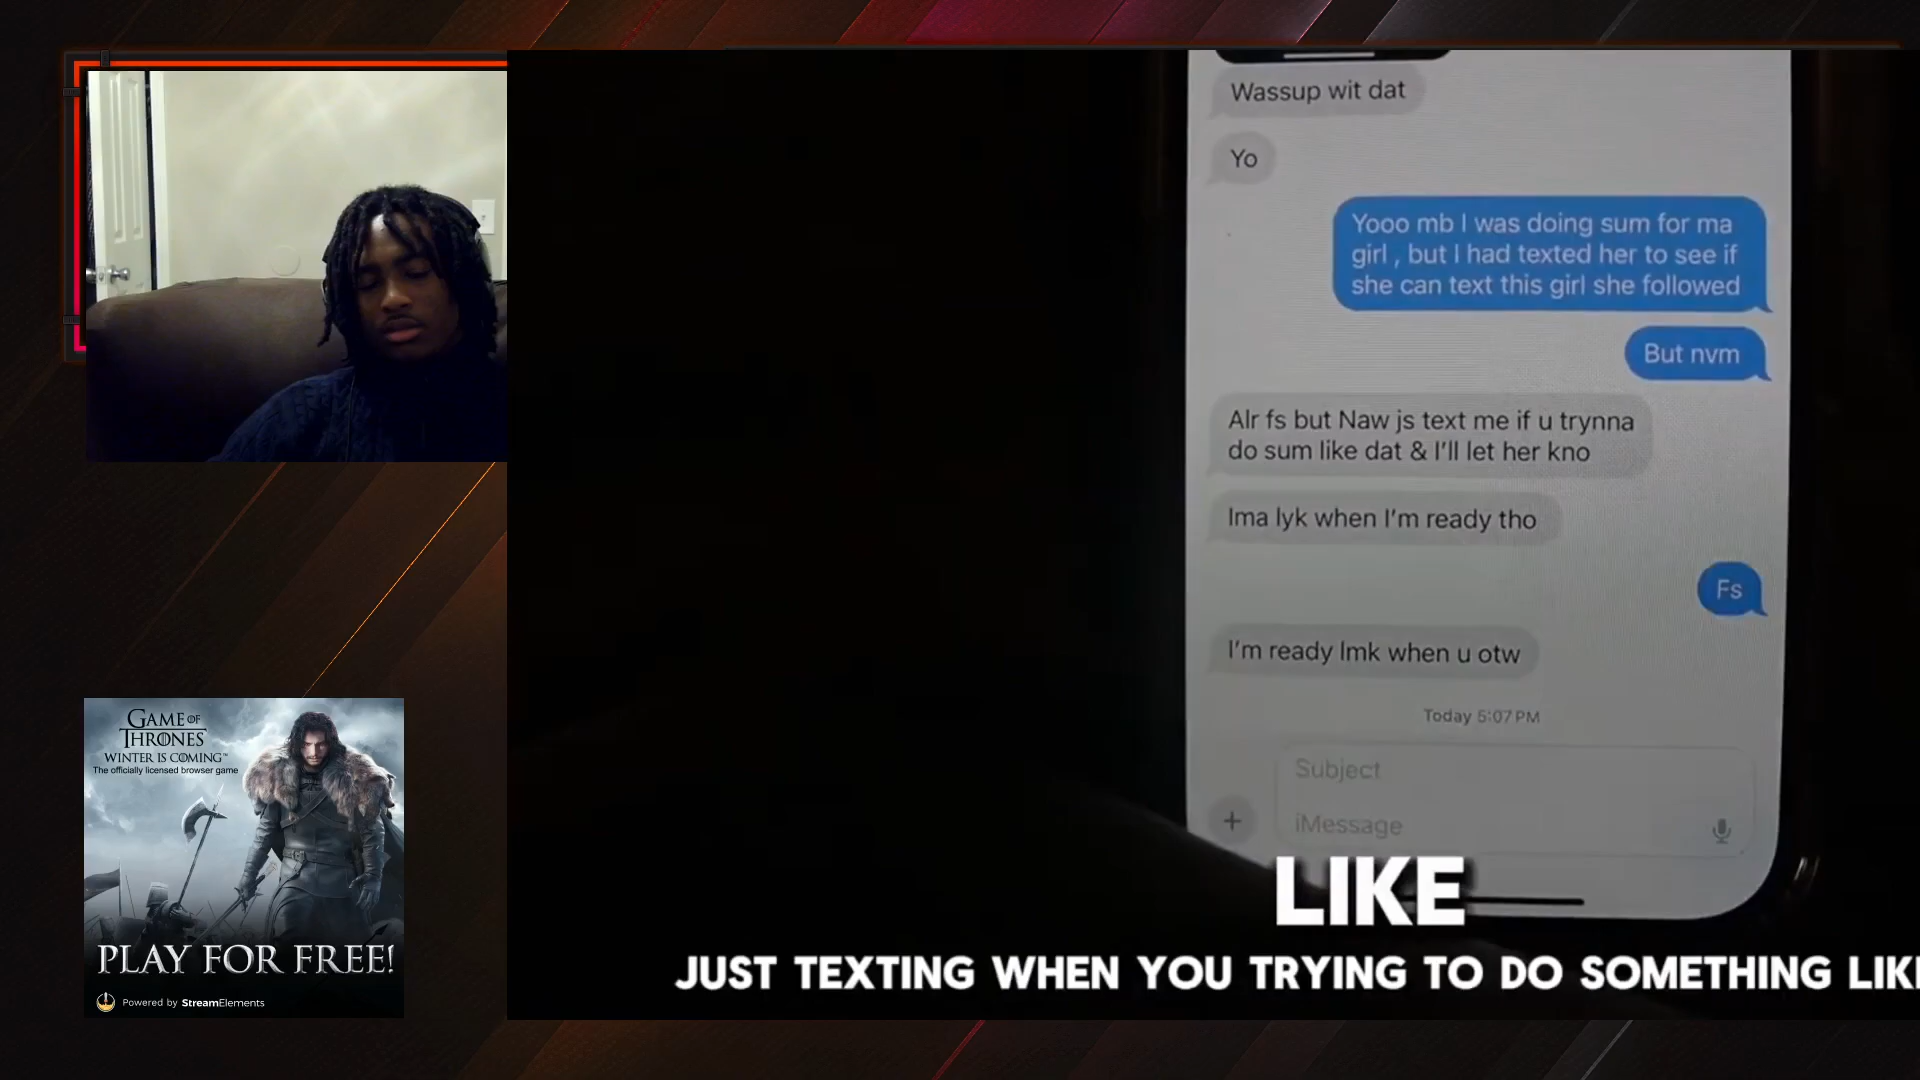 Wassup wit dat
Yo
Yooo mb I was doing sum for ma
girl , but I had texted her to see if
she can text this girl she followed
But nvm
Alr fs but Naw js text me if u trynna
do sum like dat & I'll let her kno
Ima lyk when I'm ready tho
Fs
I'm ready lmk when u otw
Today 5:07 PM
Subject
iMessage
LIKE
JUST TEXTING WHEN YOU TRYING TO DO SOMETHING LIK
GAME OF
THRONES
WINTER IS COMING™
The officially licensed browser game
PLAY FOR FREE!
Powered by StreamElements